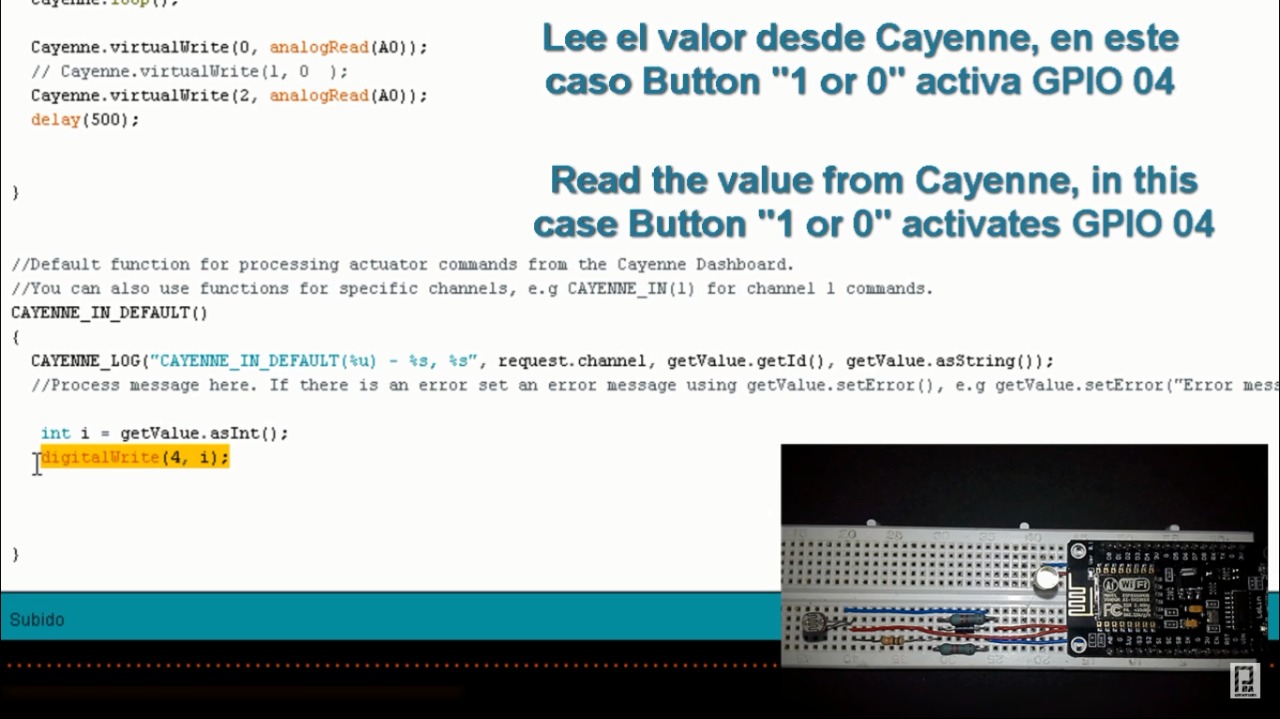 Cayenne.loop();
Cayenne.virtualWrite(0, analogRead(A0));
// Cayenne.virtualWrite(1, 0  );
Cayenne.virtualWrite(2, analogRead(A0));
delay(500);
}
Lee el valor desde Cayenne, en este
caso Button "1 or 0" activa GPIO 04
Read the value from Cayenne, in this
case Button "1 or 0" activates GPIO 04
//Default function for processing actuator commands from the Cayenne Dashboard.
//You can also use functions for specific channels, e.g CAYENNE_IN(1) for channel 1 commands.
CAYENNE_IN_DEFAULT()
{
CAYENNE_LOG("CAYENNE_IN_DEFAULT(%u) - %s, %s", request.channel, getValue.getId(), getValue.asString());
//Process message here. If there is an error set an error message using getValue.setError(), e.g getValue.setError("Error mess
int i = getValue.asInt();
digitalWrite(4, i);
}
Subido
WiFi
FC